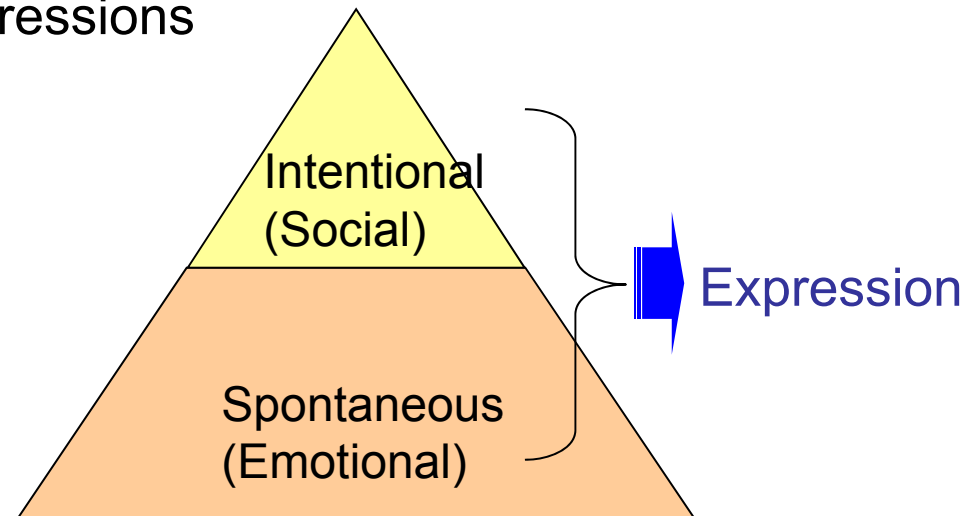 ressions
Intentional
(Social)
Expression
Spontaneous
(Emotional)